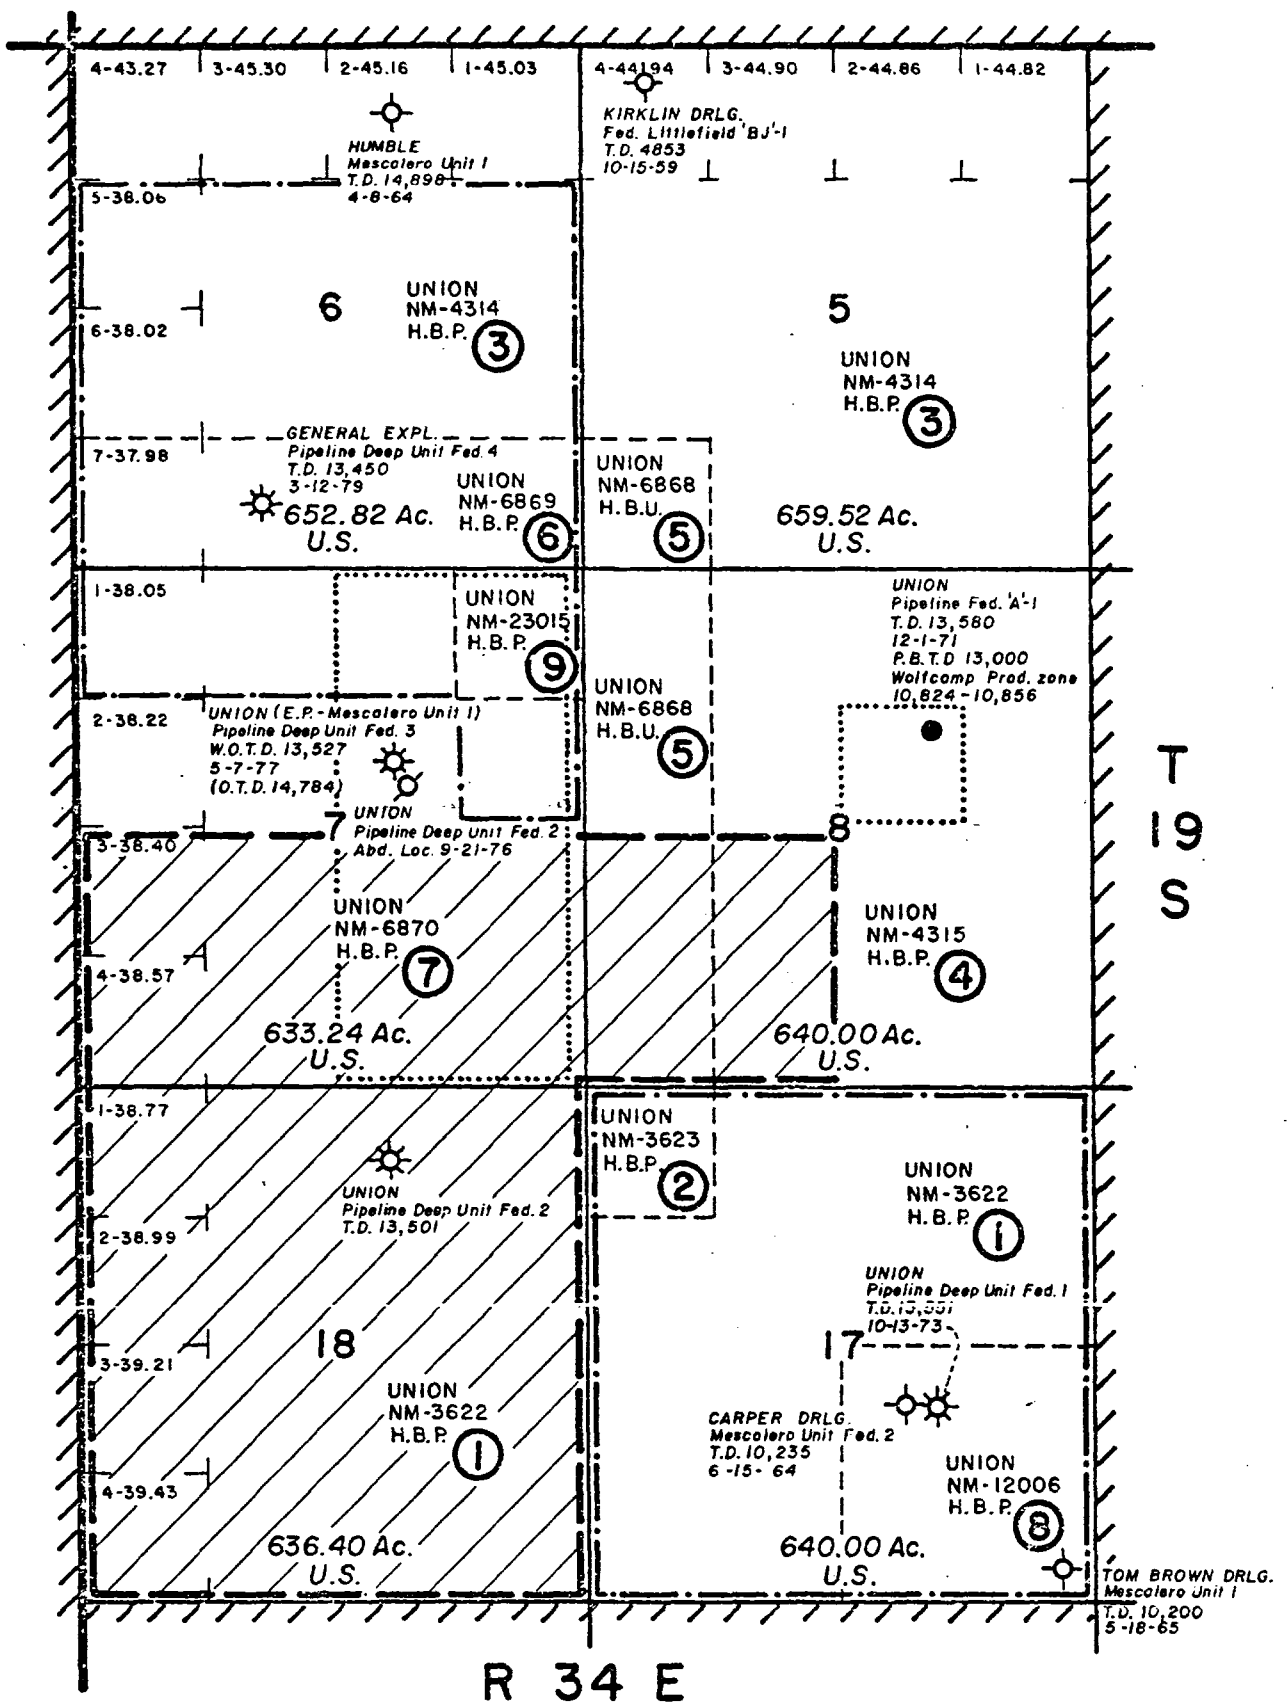 4-43.27 3-45.30 2-45.16 1-45.03 4-44.94 3-44.90 2-44.86 1-44.82
HUMBLE
Mescalero Unit 1
T.D. 14,898
4-8-64
KIRKLIN DRLG.
Fed. Littlefield 'BJ'-1
T.D. 4853
10-15-59
5-38.06
6-38.02
7-37.98
6
UNION
NM-4314
H.B.P.
3
5
UNION
NM-4314
H.B.P.
3
GENERAL EXPL.
Pipeline Deep Unit Fed. 4
T.D. 13,450
3-12-79
652.82 Ac.
U.S.
UNION
NM-6869
H.B.P.
6
UNION
NM-6868
H.B.U.
5
659.52 Ac.
U.S.
1-38.05
2-38.22
3-38.40
4-38.57
UNION
NM-23015
H.B.P.
9
UNION
NM-6868
H.B.U.
5
UNION
Pipeline Fed. 'A'-1
T.D. 13,580
12-1-71
P.B.T.D 13,000
Wolfcamp Prod. zone
10,824-10,856
UNION (E.P.-Mescalero Unit 1)
Pipeline Deep Unit Fed. 3
W.O.T.D. 13,527
5-7-77
(O.T.D. 14,784)
7
UNION
Pipeline Deep Unit Fed. 2
Abd. Loc. 9-21-76
8
UNION
NM-6870
H.B.P.
7
UNION
NM-4315
H.B.P.
4
633.24 Ac.
U.S.
640.00 Ac.
U.S.
T
19
S
1-38.77
2-38.99
3-39.21
4-39.43
UNION
Pipeline Deep Unit Fed. 2
T.D. 13,501
UNION
NM-3623
H.B.P.
2
UNION
NM-3622
H.B.P.
1
UNION
Pipeline Deep Unit Fed. 1
T.D.
10-13-73
18
17
UNION
NM-3622
H.B.P.
1
CARPER DRLG.
Mescalero Unit Fed. 2
T.D. 10,235
6-15-64
UNION
NM-12006
H.B.P.
8
636.40 Ac.
U.S.
640.00 Ac.
U.S.
TOM BROWN DRLG.
Mescalero Unit 1
T.D. 10,200
5-18-65
R 34 E